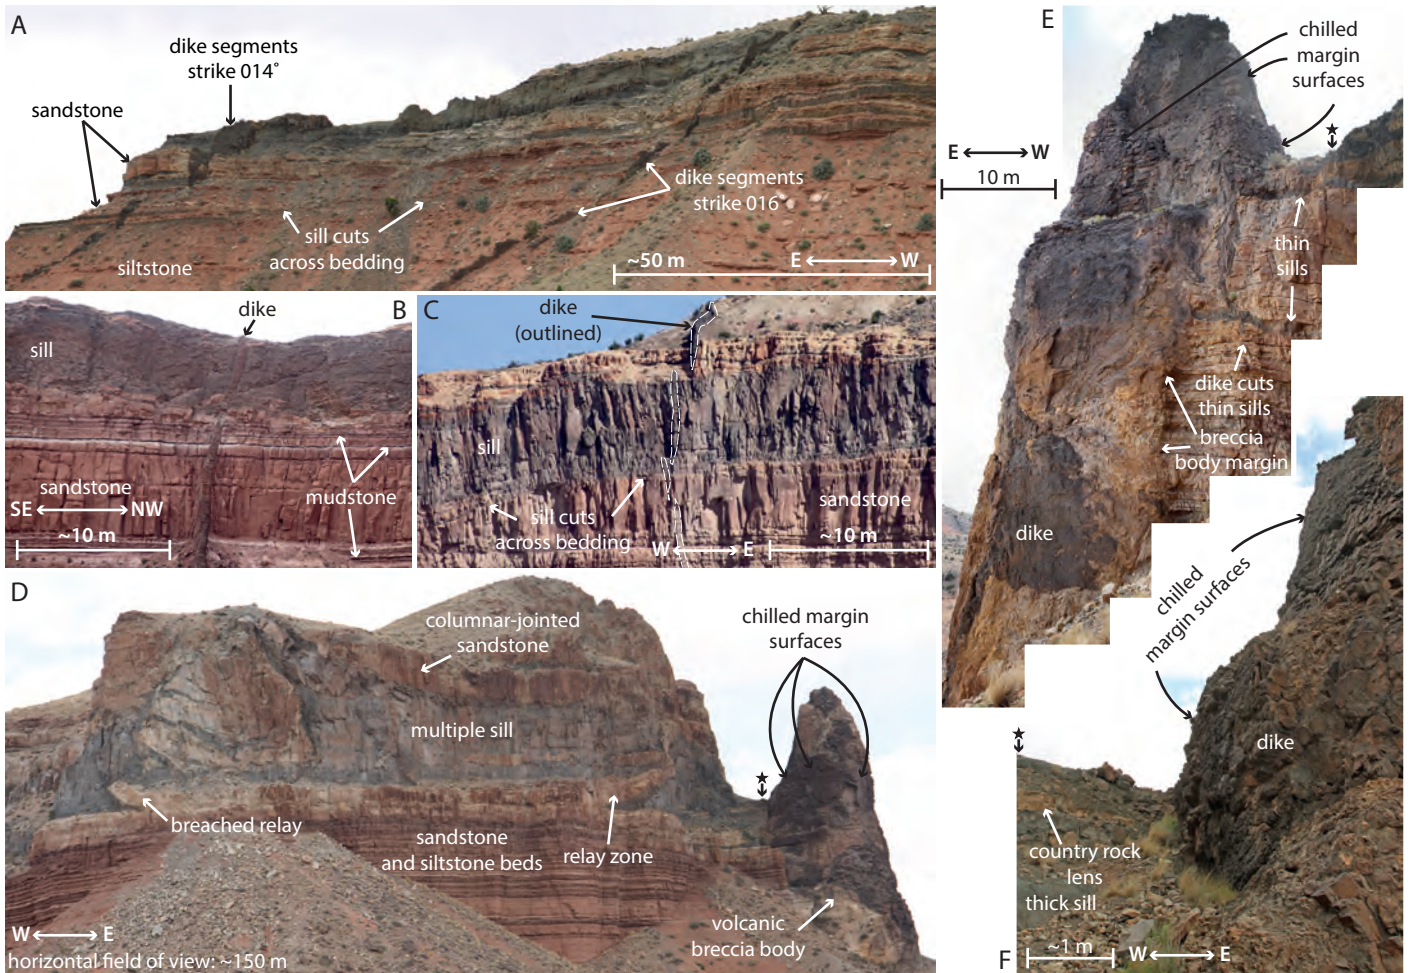 A
dike segments
strike 014°
sandstone
dike segments
strike 016°
sill cuts
across bedding
siltstone
~50 m
E W
B
dike
sill
sandstone
SE NW
mudstone
~10 m
C
dike
(outlined)
sill
sill cuts
across bedding
sandstone
W E
~10 m
D
columnar-jointed
sandstone
chilled margin
surfaces
multiple sill
breached relay
sandstone
and siltstone beds
relay zone
volcanic
breccia body
W E
horizontal field of view: ~150 m
E
chilled
margin
surfaces
E W
10 m
thin
sills
dike cuts
thin sills
breccia
body margin
dike
chilled
margin surfaces
dike
country rock
lens
thick sill
F
~1 m
W E